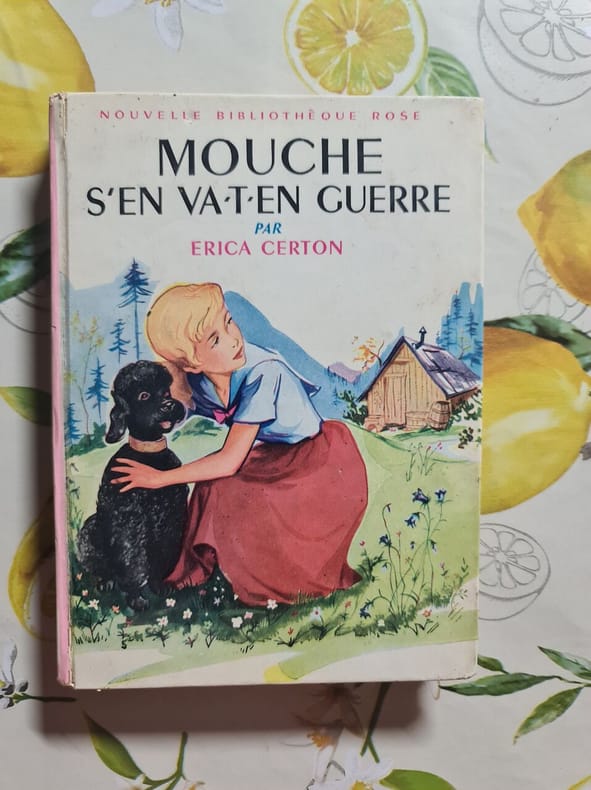 NOUVELLE BIBLIOTHÈQUE ROSE
MOUCHE
S'EN VA-T-EN GUERRE
PAR
ERICA CERTON